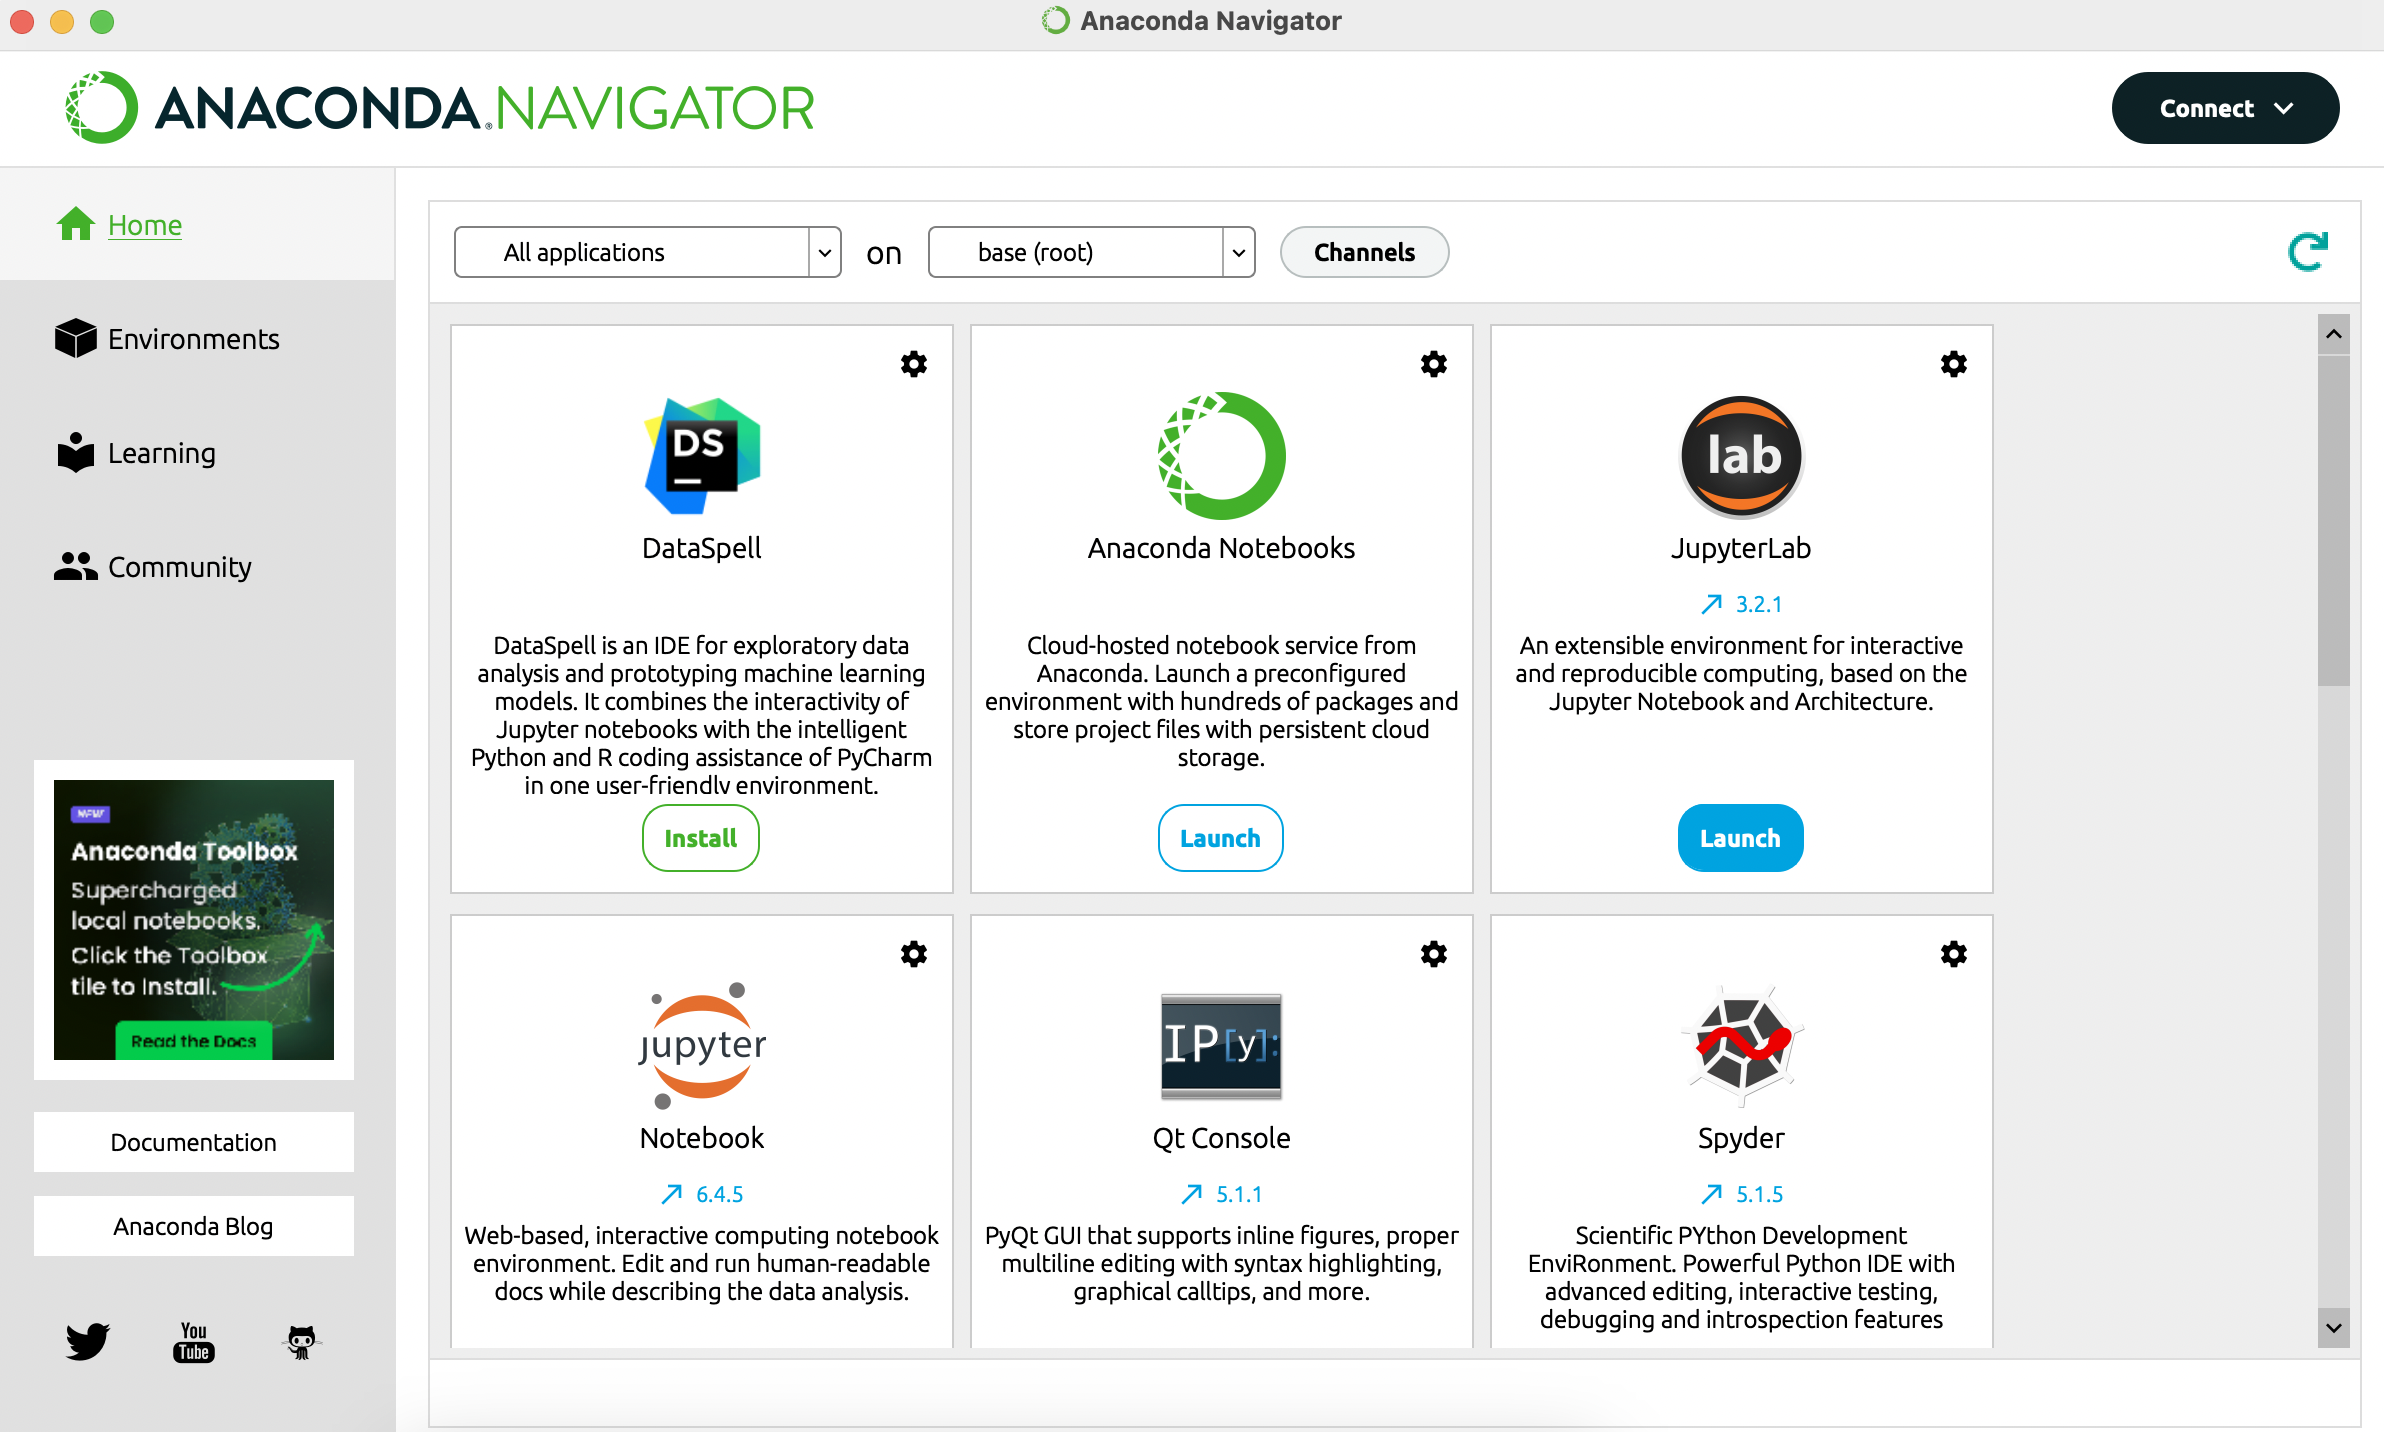 Anaconda Navigator
ANACONDA.NAVIGATOR
Connect
Home
Environments
Learning
Community
NEW
Anaconda Toolbox
Supercharged
local notebooks.
Click the Toolbox
tile to Install.
Read the Docs
Documentation
Anaconda Blog
You
Tube
All applications
on
base (root)
Channels
DS
DataSpell
DataSpell is an IDE for exploratory data
analysis and prototyping machine learning
models. It combines the interactivity of
Jupyter notebooks with the intelligent
Python and R coding assistance of PyCharm
in one user-friendly environment.
Install
Anaconda Notebooks
Cloud-hosted notebook service from
Anaconda. Launch a preconfigured
environment with hundreds of packages and
store project files with persistent cloud
storage.
Launch
lab
JupyterLab
3.2.1
An extensible environment for interactive
and reproducible computing, based on the
Jupyter Notebook and Architecture.
Launch
jupyter
Notebook
6.4.5
Web-based, interactive computing notebook
environment. Edit and run human-readable
docs while describing the data analysis.
IP[y]:
Qt Console
5.1.1
PyQt GUI that supports inline figures, proper
multiline editing with syntax highlighting,
graphical calltips, and more.
Spyder
5.1.5
Scientific PYthon Development
EnviRonment. Powerful Python IDE with
advanced editing, interactive testing,
debugging and introspection features